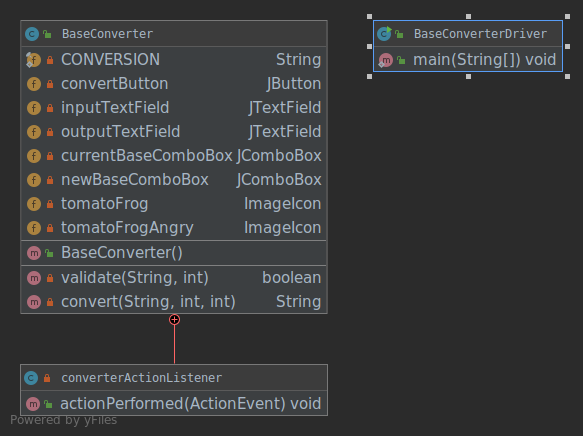 BaseConverter
CONVERSION String
convertButton JButton
inputTextField JTextField
outputTextField JTextField
currentBaseComboBox JComboBox
newBaseComboBox JComboBox
tomatoFrog ImageIcon
tomatoFrogAngry ImageIcon
BaseConverter()
validate(String, int) boolean
convert(String, int, int) String
converterActionListener
actionPerformed(ActionEvent) void
Powered by yFiles
BaseConverterDriver
main(String[]) void